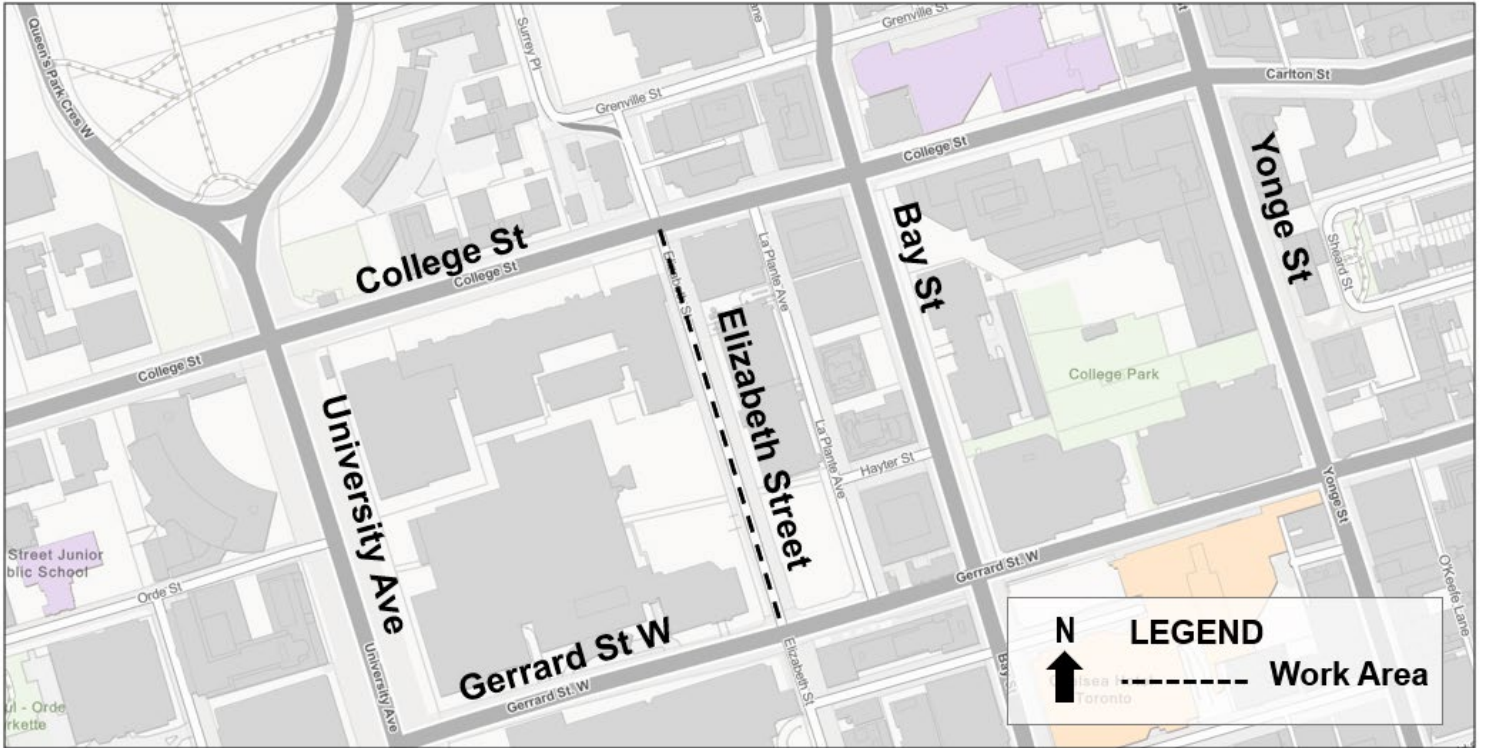 Queen's Park Cres W
Surrey Pl
Grenville St
Grenville St
Carlton St
College St
Yonge St
College St
College St
Bay St
La Plante Ave
Elizabeth St
Sheard St
College St
Elizabeth Street
College Park
University Ave
La Plante Ave
Hayter St
Yonge St
Street Junior
blic School
Gerrard St. W
O'Keefe Lane
Orde St
N
LEGEND
Work Area
Gerrard St W
University Ave
Gerrard St. W
Elizabeth St
Bay St
Toronto
ul - Orde
rkette